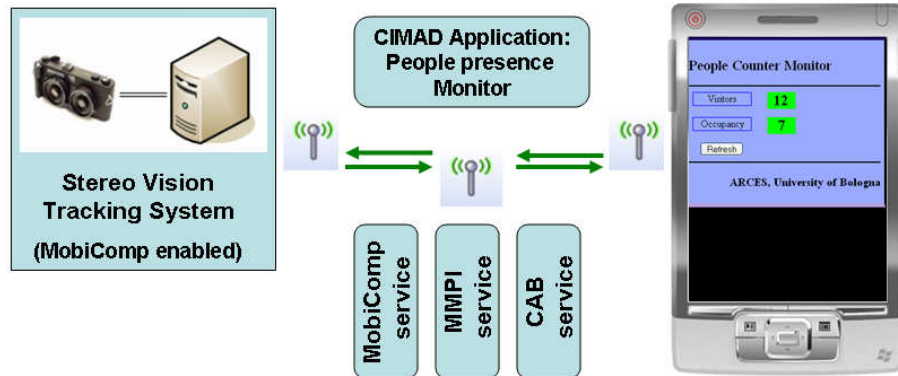 Stereo Vision
Tracking System
(MobiComp enabled)
CIMAD Application:
People presence
Monitor
MobiComp
service
MMPI
service
CAB
service
People Counter Monitor
Visitors 12
Occupancy 7
Refresh
ARCES, University of Bologna